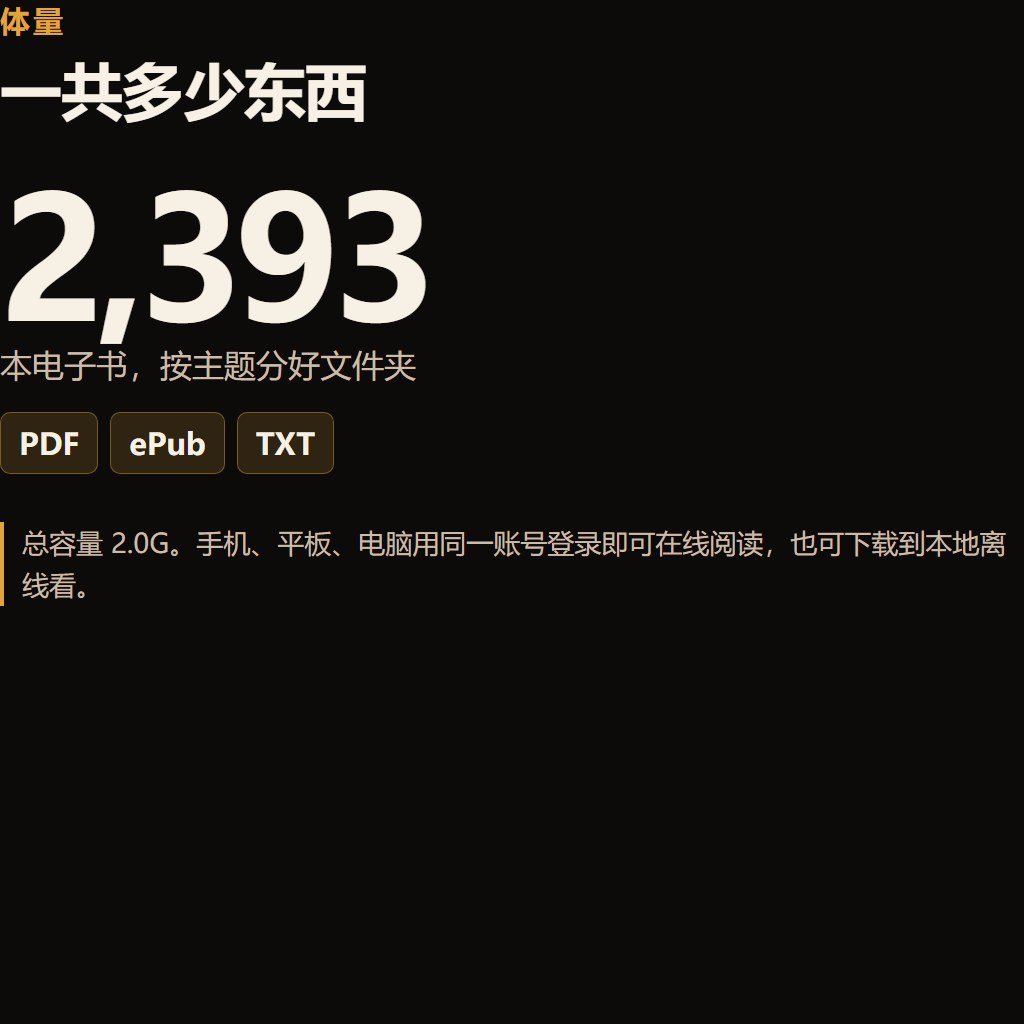 体量
一共多少东西
2,393
本电子书，按主题分好文件夹
PDF ePub TXT
总容量 2.0G。手机、平板、电脑用同一账号登录即可在线阅读，也可下载到本地离
线看。